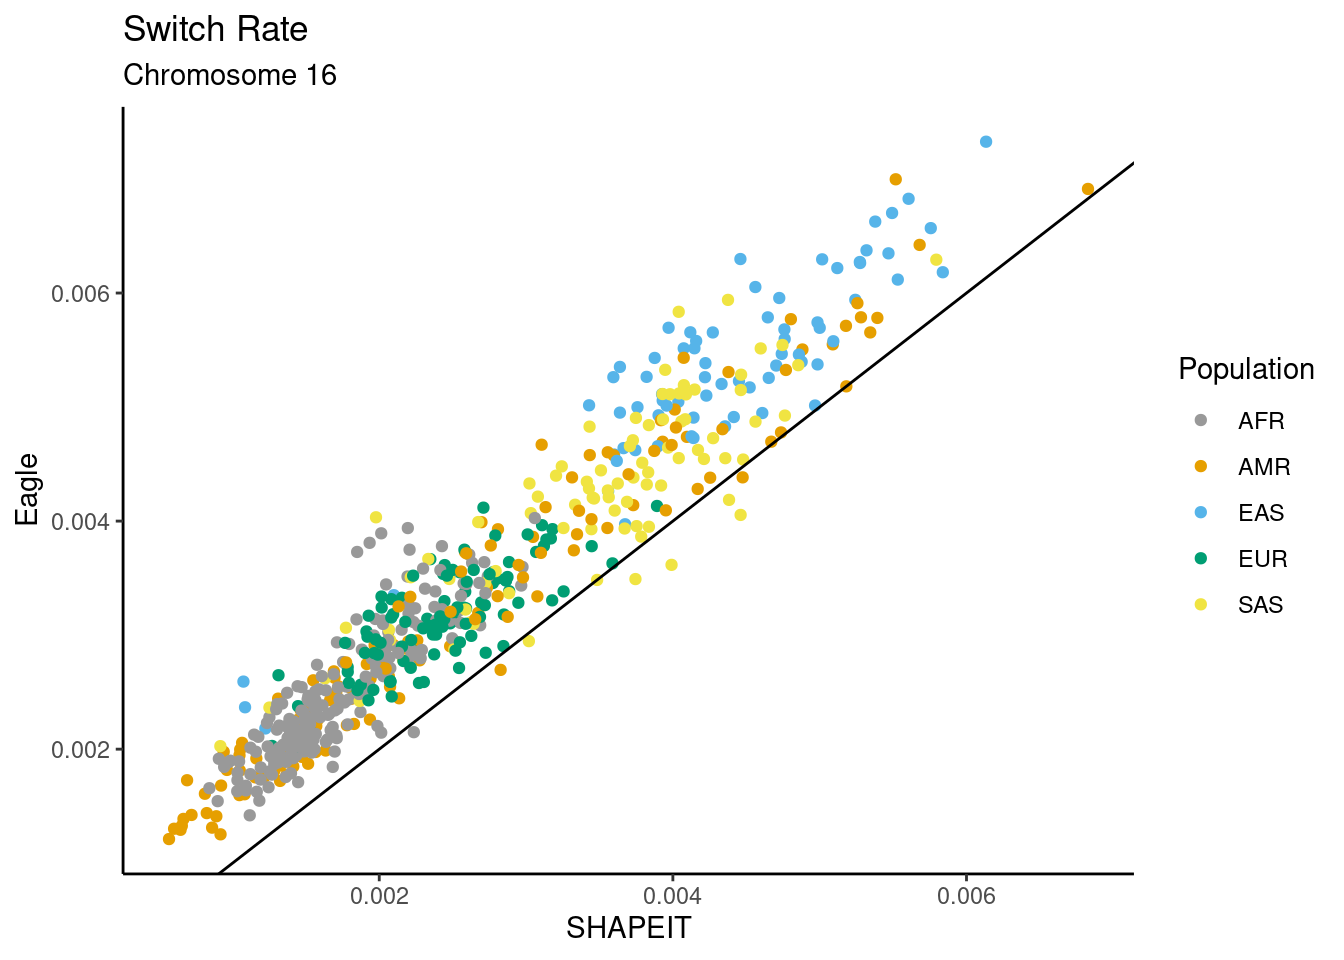 Switch Rate
Chromosome 16
0.006
0.004
0.002
Eagle
0.002
0.004
0.006
SHAPEIT
Population
AFR
AMR
EAS
EUR
SAS